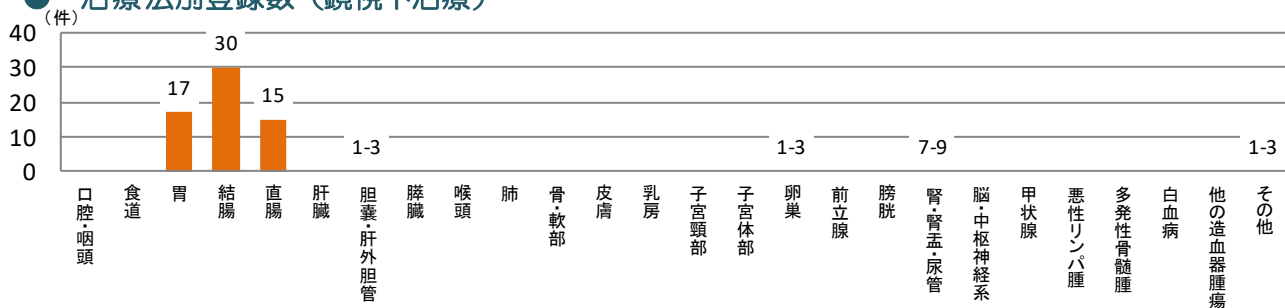 ● 治療法別登録数（鏡視下治療）
（件）
40
30
20
10
0
17
30
15
1-3
1-3
7-9
1-3
口腔・咽頭
食道
胃
結腸
直腸
肝臓
胆嚢・肝外胆管
膵臓
喉頭
肺
骨・軟部
皮膚
乳房
子宮頸部
子宮体部
卵巣
前立腺
膀胱
腎・腎盂・尿管
脳・中枢神経系
甲状腺
悪性リンパ腫
多発性骨髄腫
白血病
他の造血器腫瘍
その他